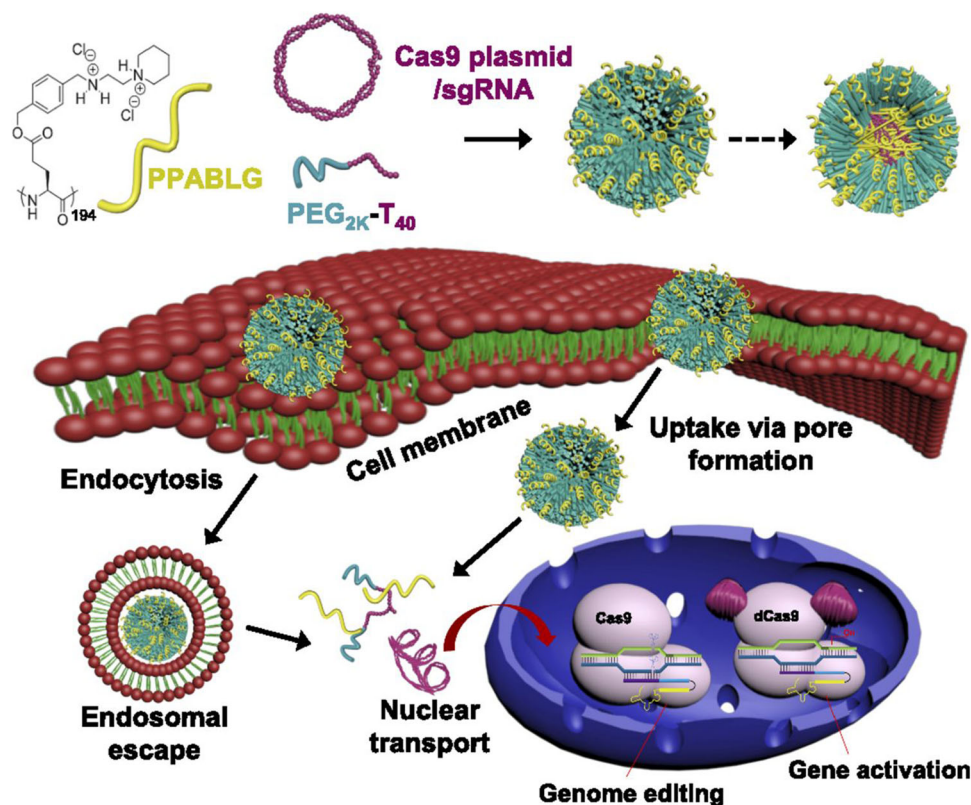 Cl⊖
N⊕
H
H
N⊕
H
Cl⊖
O
O
N
H
O
194
PPABLG
Cas9 plasmid
/sgRNA
PEG2K-T40
Cell membrane
Endocytosis
Uptake via pore
formation
Endosomal
escape
Nuclear
transport
Cas9
dCas9
Genome editing
Gene activation